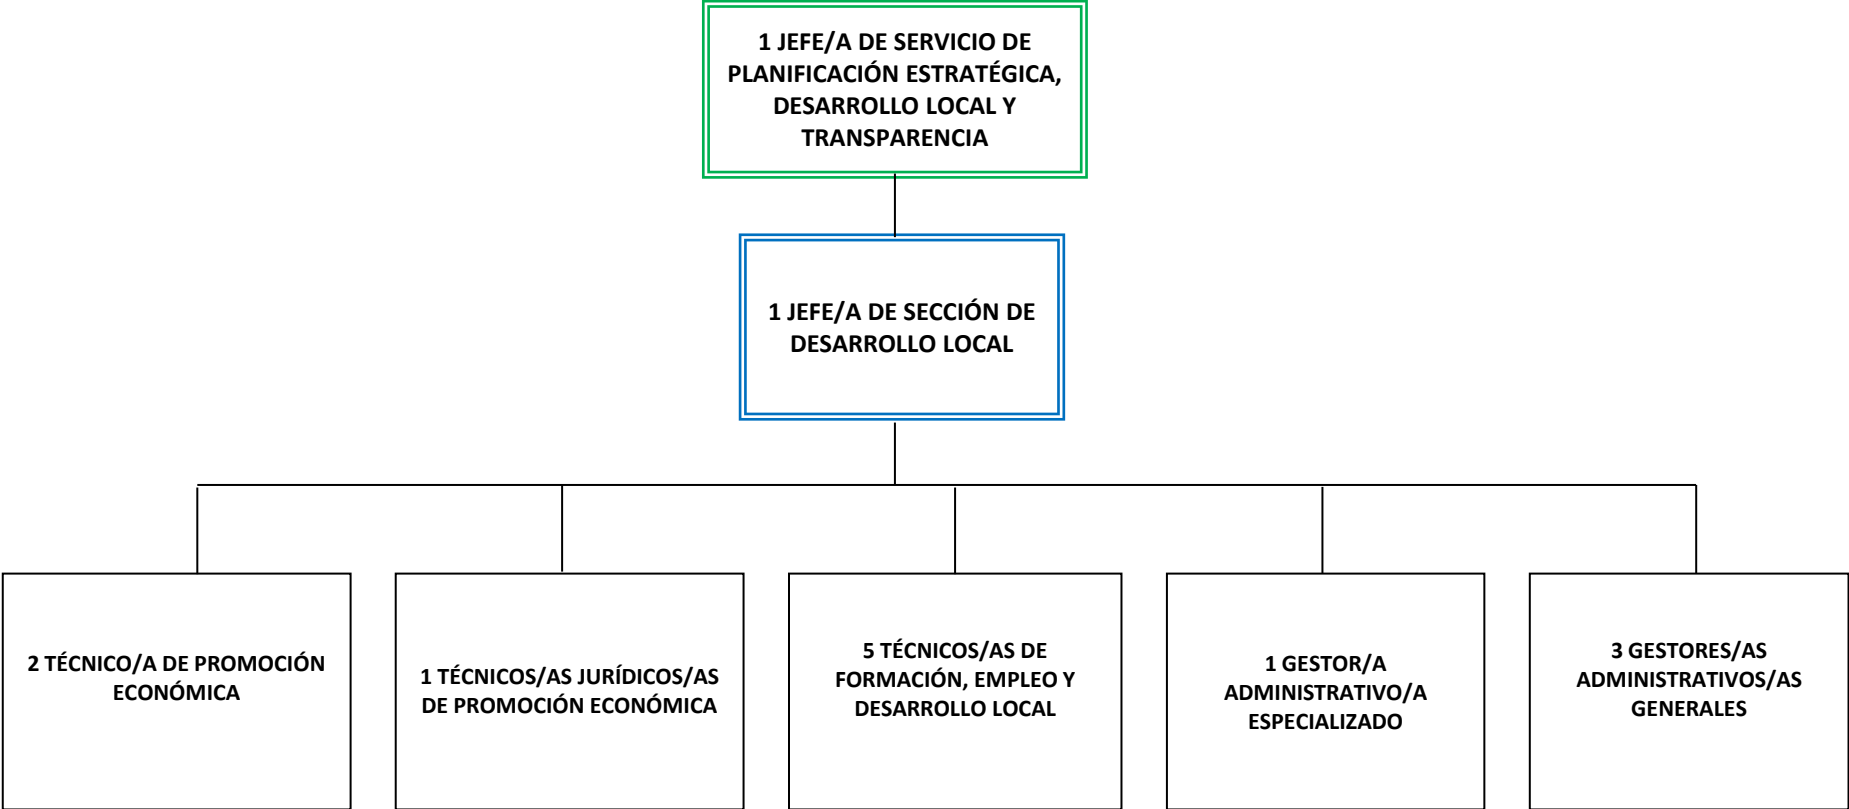 1 JEFE/A DE SERVICIO DE
PLANIFICACIÓN ESTRATÉGICA,
DESARROLLO LOCAL Y
TRANSPARENCIA
1 JEFE/A DE SECCIÓN DE
DESARROLLO LOCAL
2 TÉCNICO/A DE PROMOCIÓN
ECONÓMICA
1 TÉCNICOS/AS JURÍDICOS/AS
DE PROMOCIÓN ECONÓMICA
5 TÉCNICOS/AS DE
FORMACIÓN, EMPLEO Y
DESARROLLO LOCAL
1 GESTOR/A
ADMINISTRATIVO/A
ESPECIALIZADO
3 GESTORES/AS
ADMINISTRATIVOS/AS
GENERALES